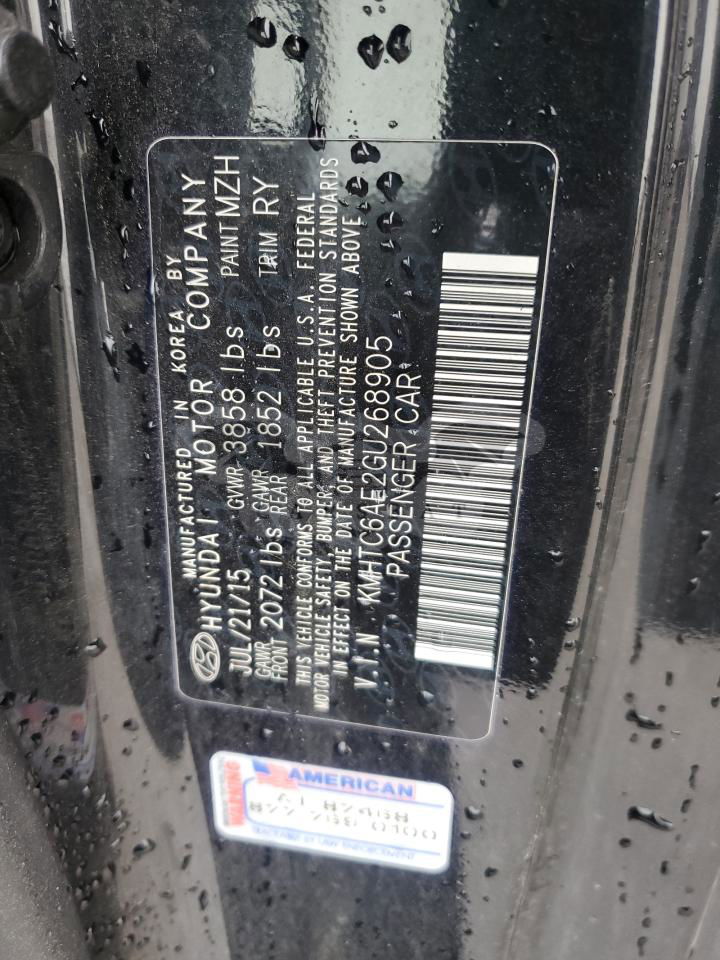 MANUFACTURED IN KOREA BY
HYUNDAI MOTOR COMPANY
JUL/21/15 GVWR 3858 lbs PAINT MZH
GAWR FRONT 2072 lbs GAWR REAR 1852 lbs TRIM RY
THIS VEHICLE CONFORMS TO ALL APPLICABLE U.S.A. FEDERAL
MOTOR VEHICLE SAFETY, BUMPER, AND THEFT PREVENTION STANDARDS
IN EFFECT ON THE DATE OF MANUFACTURE SHOWN ABOVE
V.I.N KMHTC6AE2GU268905
PASSENGER CAR
WARNING
AMERICAN